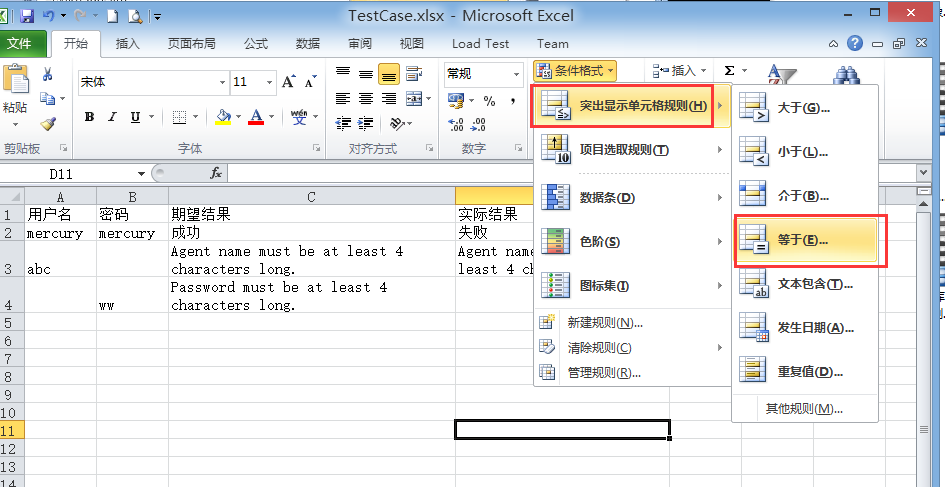 TestCase.xlsx - Microsoft Excel
文件 开始 插入 页面布局 公式 数据 审阅 视图 Load Test Team
宋体 11 A A 常规 条件格式 插入 Σ
粘贴 B I U A wén 文 % ,
剪贴板 字体 对齐方式 数字
D11 fx
A B C
1 用户名 密码 期望结果 实际结果
2 mercury mercury 成功 失败
Agent name must be at least 4 Agent name
3 abc characters long. least 4 ch
Password must be at least 4
4 ww characters long.
5
6
7
8
9
10
11
12
13
突出显示单元格规则(H)
项目选取规则(T)
数据条(D)
色阶(S)
图标集(I)
新建规则(N)...
清除规则(C)
管理规则(R)...
大于(G)...
小于(L)...
介于(B)...
等于(E)...
文本包含(T)...
发生日期(A)...
重复值(D)...
其他规则(M)...